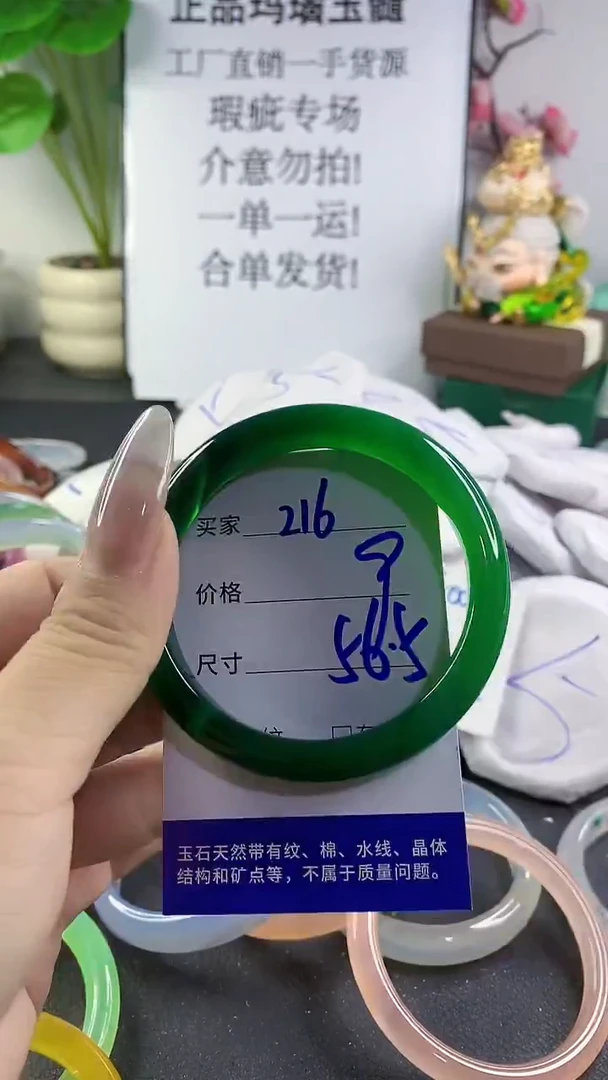 正品玛瑙玉髓
工厂直销一手货源
瑕疵专场
介意勿拍!
一单一运!
合单发货!
买家 216
价格
尺寸 56.5
玉石天然带有纹、棉、水线、晶体
结构和矿点等，不属于质量问题。